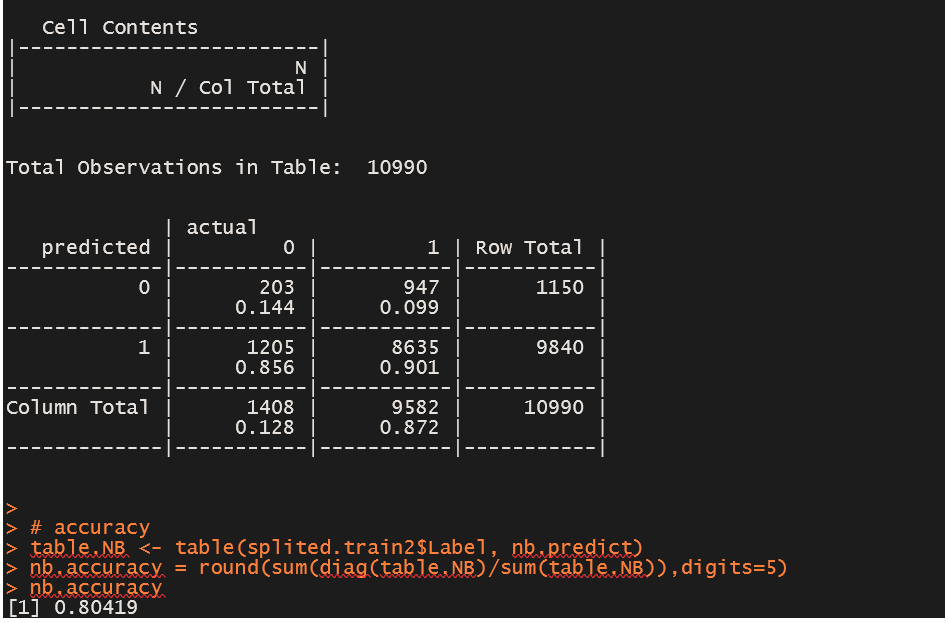 Cell Contents
|-------------------------|
|                       N |
|           N / Col Total |
|-------------------------|
Total Observations in Table:  10990
             | actual
   predicted |         0 |         1 | Row Total |
-------------|-----------|-----------|-----------|
           0 |       203 |       947 |      1150 |
             |     0.144 |     0.099 |           |
-------------|-----------|-----------|-----------|
           1 |      1205 |      8635 |      9840 |
             |     0.856 |     0.901 |           |
-------------|-----------|-----------|-----------|
Column Total |      1408 |      9582 |     10990 |
             |     0.128 |     0.872 |           |
-------------|-----------|-----------|-----------|
>
> # accuracy
> table.NB <- table(splited.train2$Label, nb.predict)
> nb.accuracy = round(sum(diag(table.NB)/sum(table.NB)),digits=5)
> nb.accuracy
[1] 0.80419